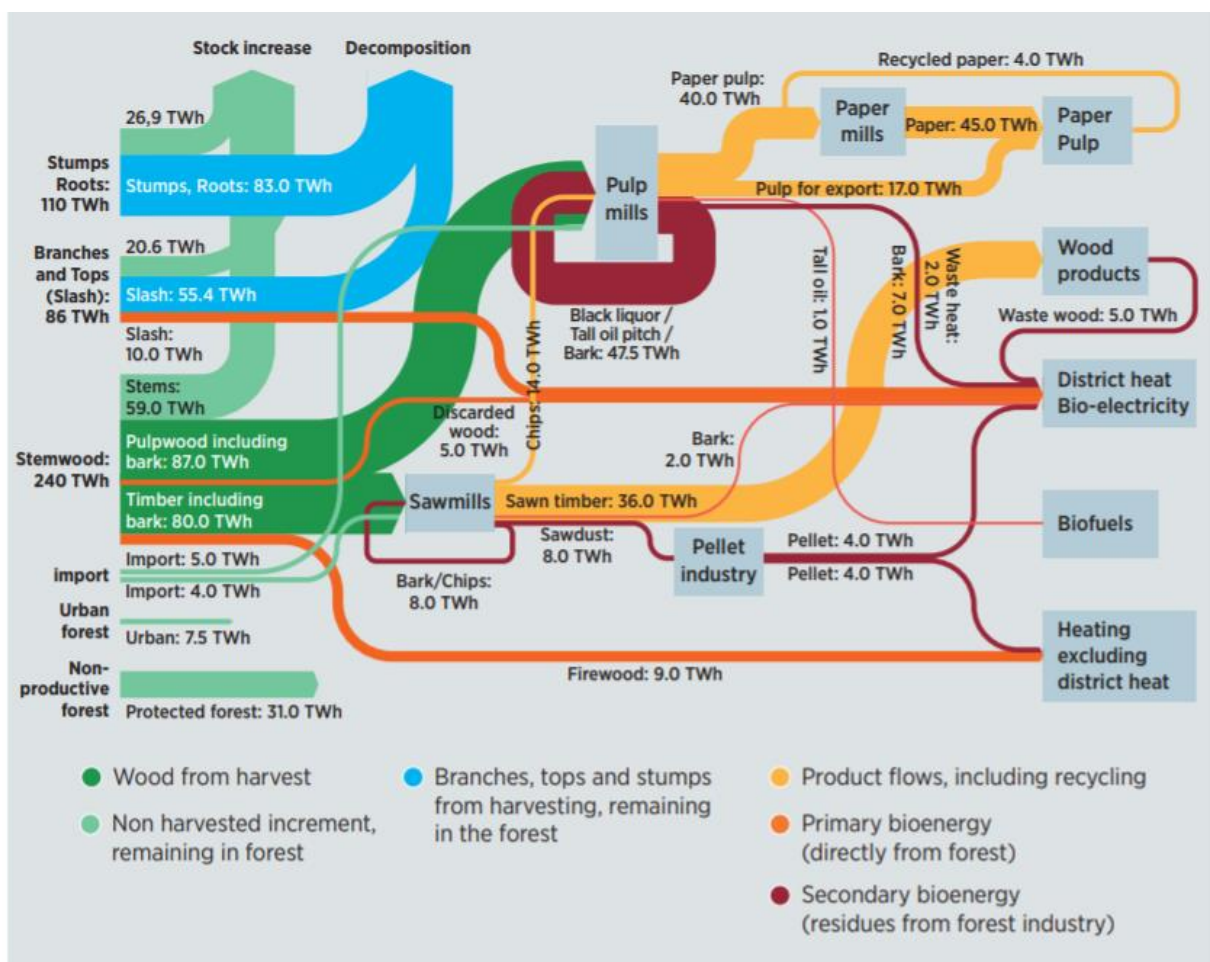 Stock increase
Decomposition
26,9 TWh
Stumps
Roots:
110 TWh
Stumps, Roots: 83.0 TWh
20.6 TWh
Branches
and Tops
(Slash):
86 TWh
Slash: 55.4 TWh
Slash:
10.0 TWh
Stems:
59.0 TWh
Stemwood:
240 TWh
Pulpwood including
bark: 87.0 TWh
Timber including
bark: 80.0 TWh
import
Import: 5.0 TWh
Import: 4.0 TWh
Urban
forest
Urban: 7.5 TWh
Non-
productive
forest
Protected forest: 31.0 TWh
Paper pulp:
40.0 TWh
Recycled paper: 4.0 TWh
Paper
mills
Paper: 45.0 TWh
Paper
Pulp
Pulp
mills
Pulp for export: 17.0 TWh
Black liquor /
Tall oil pitch /
Bark: 47.5 TWh
Chips: 14.0 TWh
Tall oil: 1.0 TWh
Bark: 7.0 TWh
Waste heat:
2.0 TWh
Wood
products
Waste wood: 5.0 TWh
District heat
Bio-electricity
Discarded
wood:
5.0 TWh
Bark:
2.0 TWh
Sawmills
Sawn timber: 36.0 TWh
Sawdust:
8.0 TWh
Bark/Chips:
8.0 TWh
Pellet
industry
Pellet: 4.0 TWh
Pellet: 4.0 TWh
Biofuels
Heating
excluding
district heat
Firewood: 9.0 TWh
Wood from harvest
Non harvested increment,
remaining in forest
Branches, tops and stumps
from harvesting, remaining
in the forest
Product flows, including recycling
Primary bioenergy
(directly from forest)
Secondary bioenergy
(residues from forest industry)